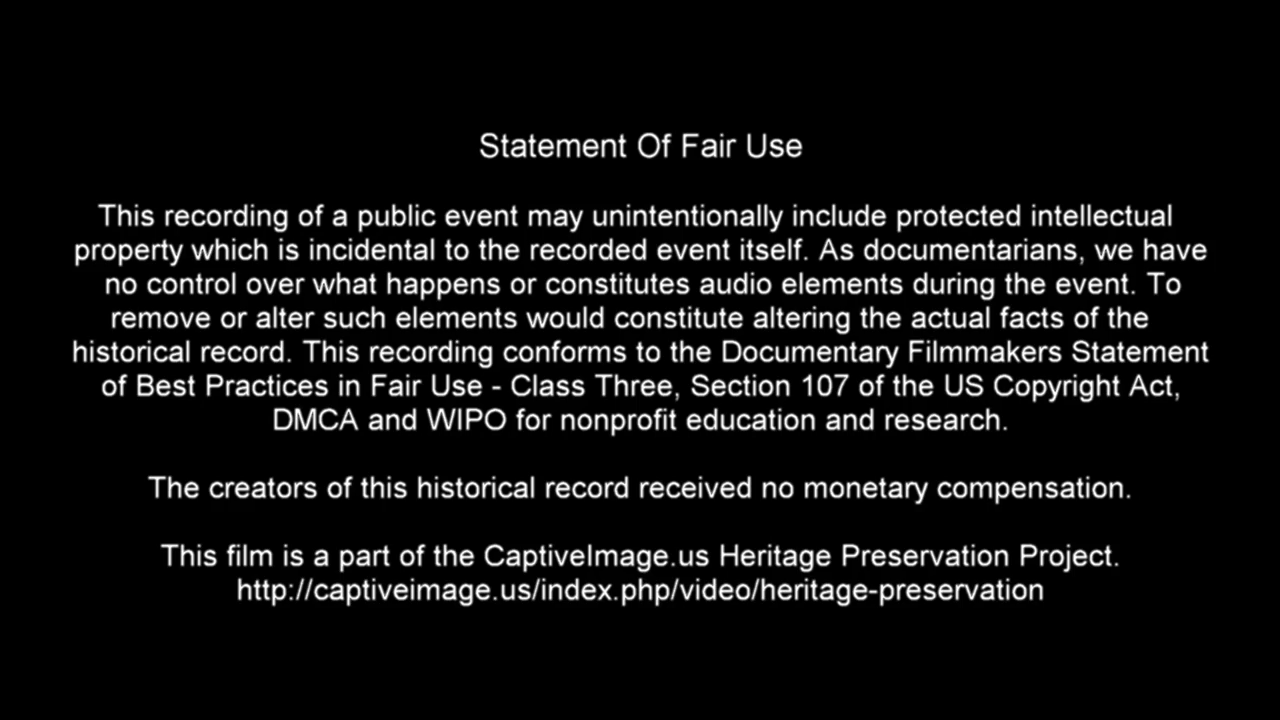 Statement Of Fair Use
This recording of a public event may unintentionally include protected intellectual
property which is incidental to the recorded event itself. As documentarians, we have
no control over what happens or constitutes audio elements during the event. To
remove or alter such elements would constitute altering the actual facts of the
historical record. This recording conforms to the Documentary Filmmakers Statement
of Best Practices in Fair Use - Class Three, Section 107 of the US Copyright Act,
DMCA and WIPO for nonprofit education and research.
The creators of this historical record received no monetary compensation.
This film is a part of the CaptiveImage.us Heritage Preservation Project.
http://captiveimage.us/index.php/video/heritage-preservation